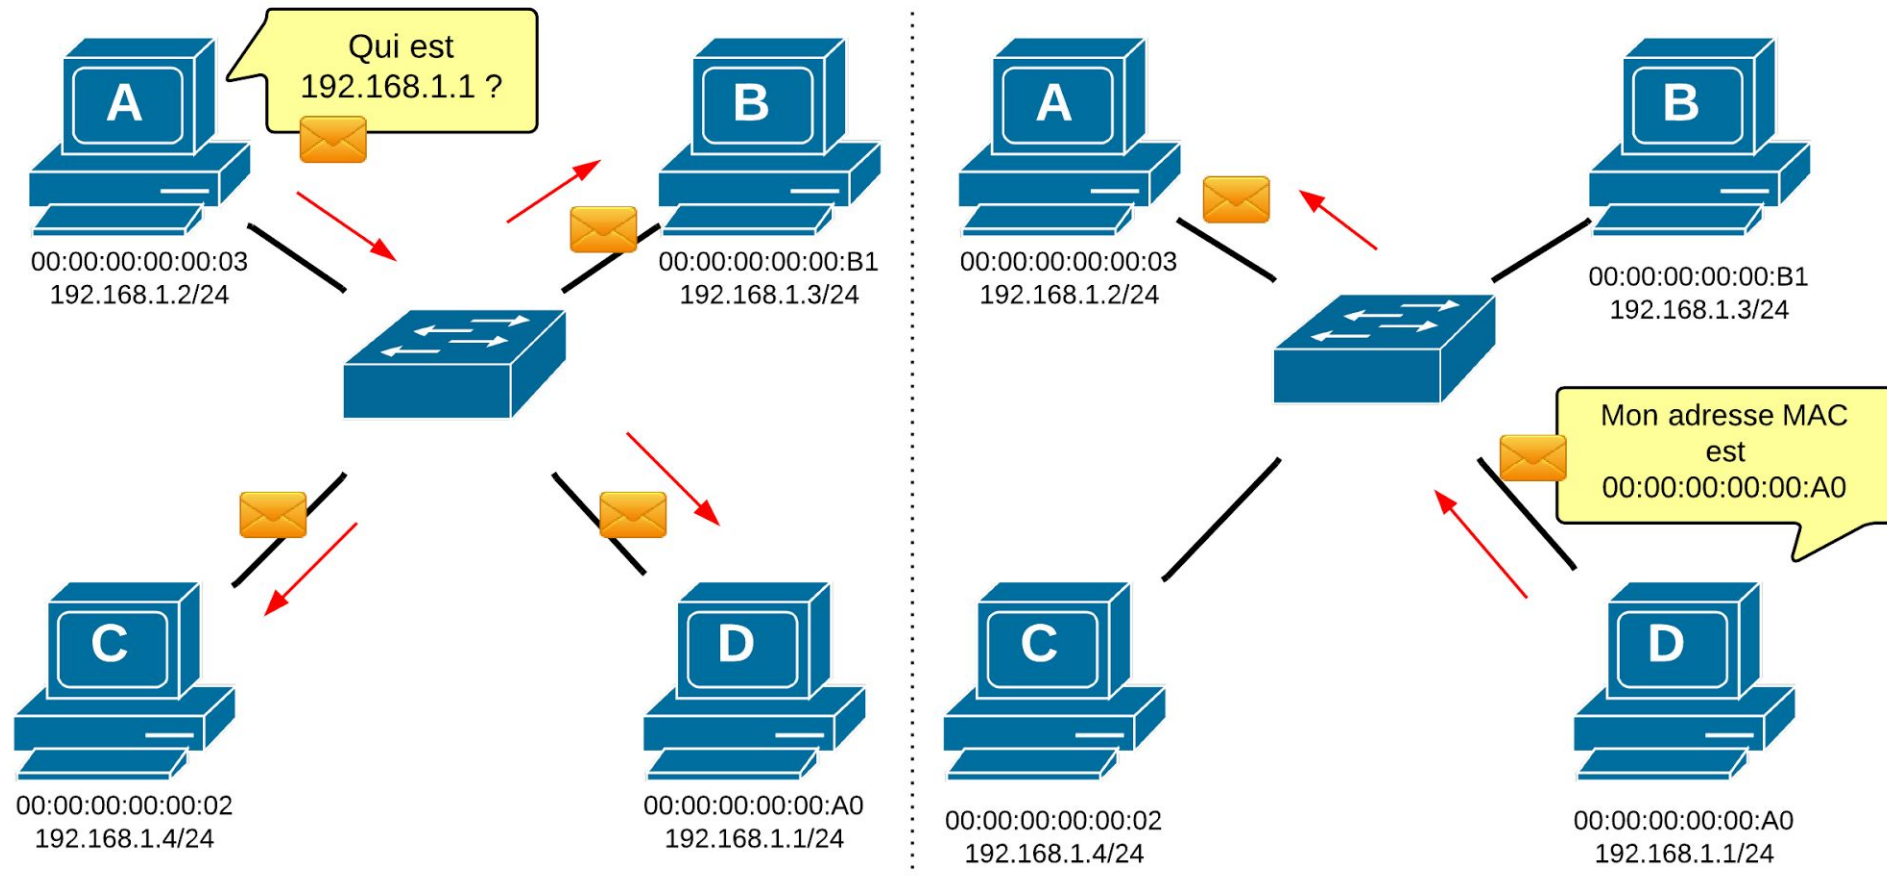 Qui est
192.168.1.1 ?
A
00:00:00:00:00:03
192.168.1.2/24
B
00:00:00:00:00:B1
192.168.1.3/24
C
00:00:00:00:00:02
192.168.1.4/24
D
00:00:00:00:00:A0
192.168.1.1/24
A
00:00:00:00:00:03
192.168.1.2/24
B
00:00:00:00:00:B1
192.168.1.3/24
Mon adresse MAC
est
00:00:00:00:00:A0
C
00:00:00:00:00:02
192.168.1.4/24
D
00:00:00:00:00:A0
192.168.1.1/24